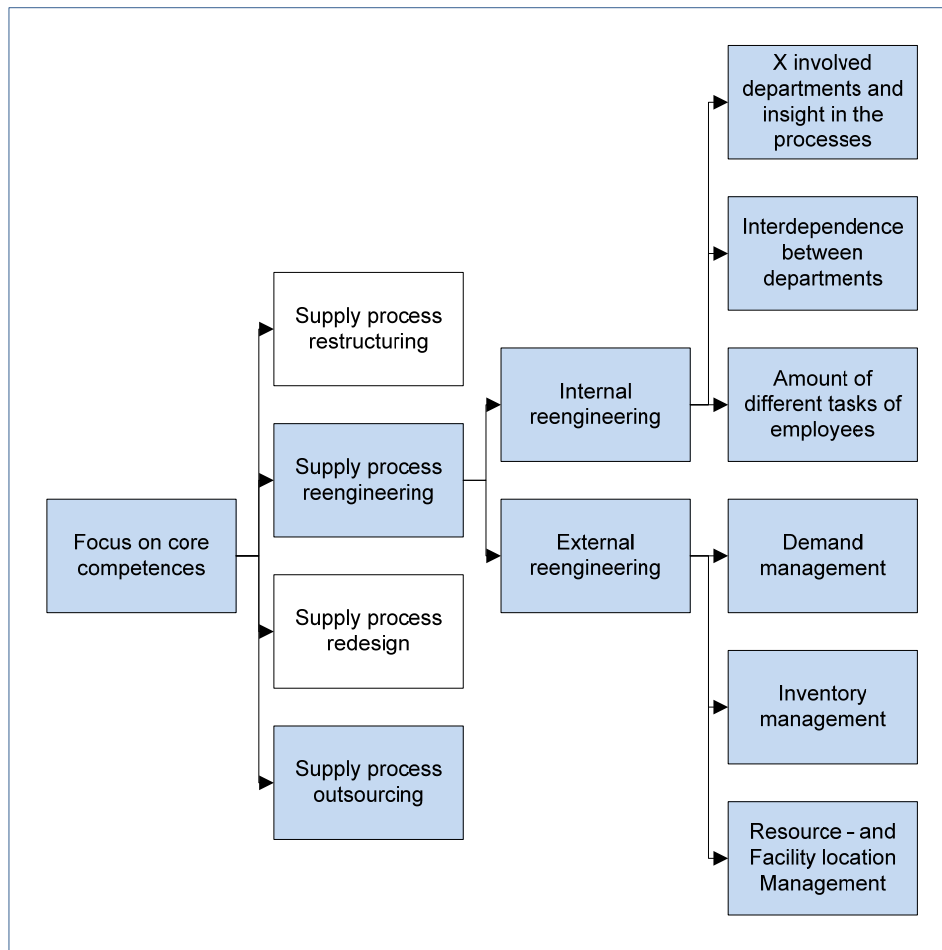 X involved
departments and
insight in the
processes
Interdependence
between
departments
Supply process
restructuring
Internal
reengineering
Amount of
different tasks of
employees
Supply process
reengineering
Focus on core
competences
External
reengineering
Demand
management
Supply process
redesign
Inventory
management
Supply process
outsourcing
Resource - and
Facility location
Management